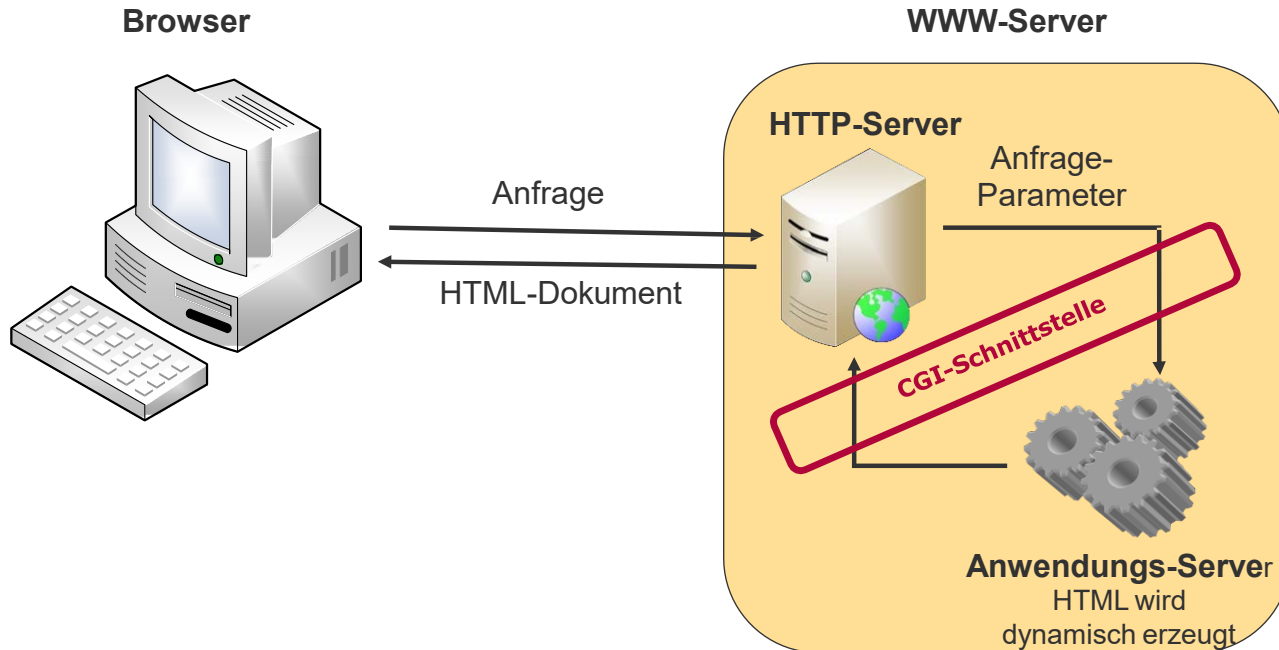 Browser
WWW-Server
HTTP-Server
Anfrage-
Parameter
Anfrage
HTML-Dokument
CGI-Schnittstelle
Anwendungs-Server
HTML wird
dynamisch erzeugt